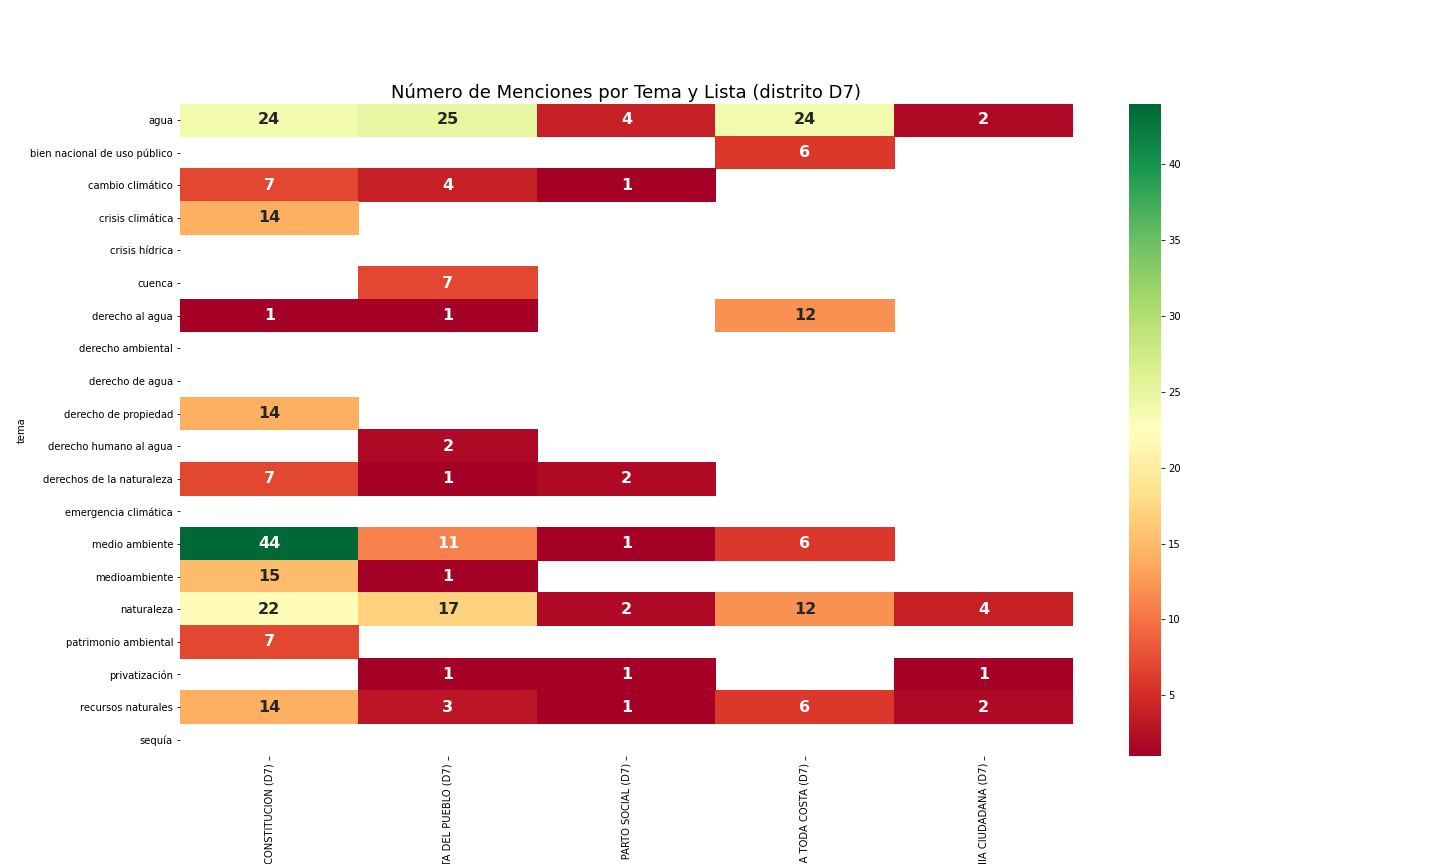 Número de Menciones por Tema y Lista (distrito D7)
agua 24 25 4 24 2
bien nacional de uso público 6
cambio climático 7 4 1
crisis climática 14
crisis hídrica
cuenca 7
derecho al agua 1 1 12
derecho ambiental
derecho de agua
derecho de propiedad 14
derecho humano al agua 2
derechos de la naturaleza 7 1 2
emergencia climática
medio ambiente 44 11 1 6
medioambiente 15 1
naturaleza 22 17 2 12 4
patrimonio ambiental 7
privatización 1 1 1
recursos naturales 14 3 1 6 2
sequía
tema
CONSTITUCION (D7)
DEL PUEBLO (D7)
PARTO SOCIAL (D7)
A TODA COSTA (D7)
CIUDADANA (D7)
40
35
30
25
20
15
10
5